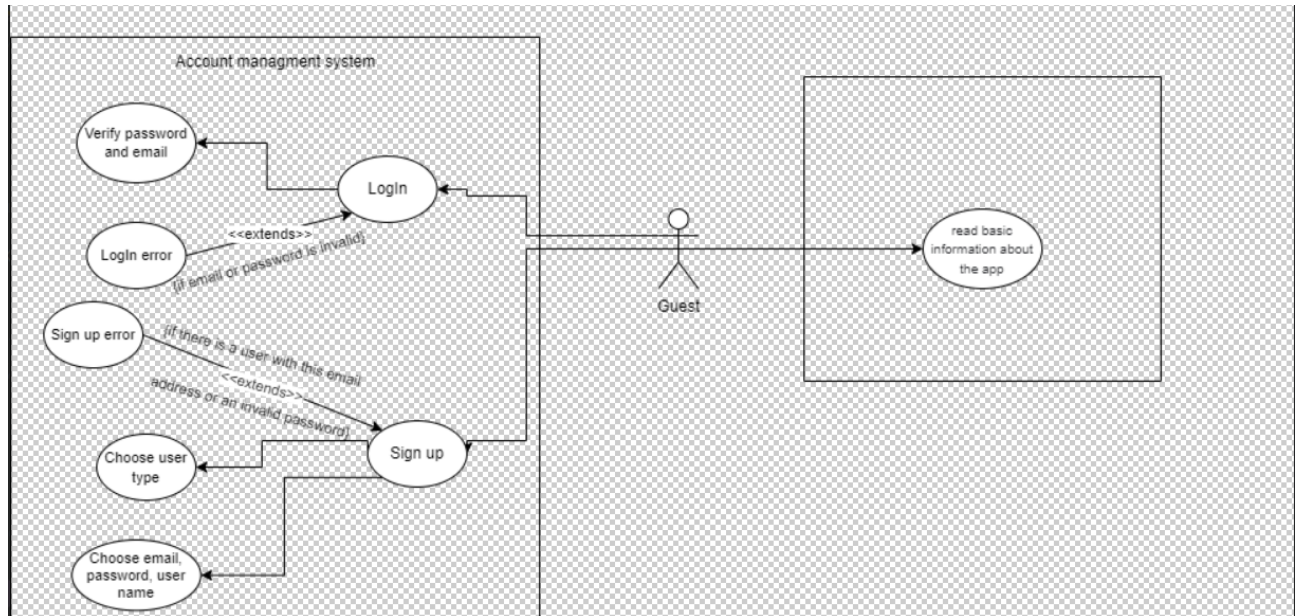 Account managment system
Verify password
and email
LogIn
<<extends>>
{if email or password is invalid}
LogIn error
Sign up error
{if there is a user with this email
<<extends>>
address or an invalid password}
Sign up
Choose user
type
Choose email,
password, user
name
Guest
read basic
information about
the app